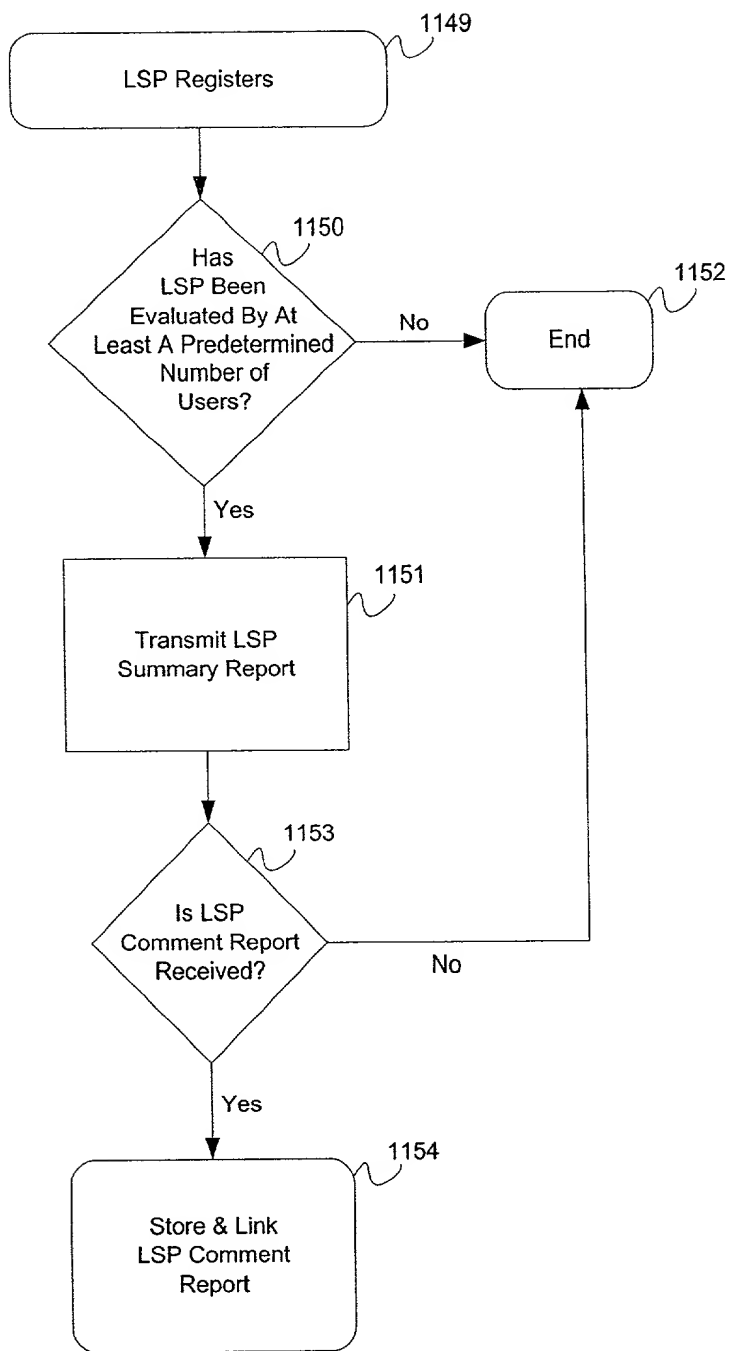 1149
LSP Registers
1150
Has
LSP Been
Evaluated By At
Least A Predetermined
Number of
Users?
No
1152
End
Yes
1151
Transmit LSP
Summary Report
1153
Is LSP
Comment Report
Received?
No
Yes
1154
Store & Link
LSP Comment
Report